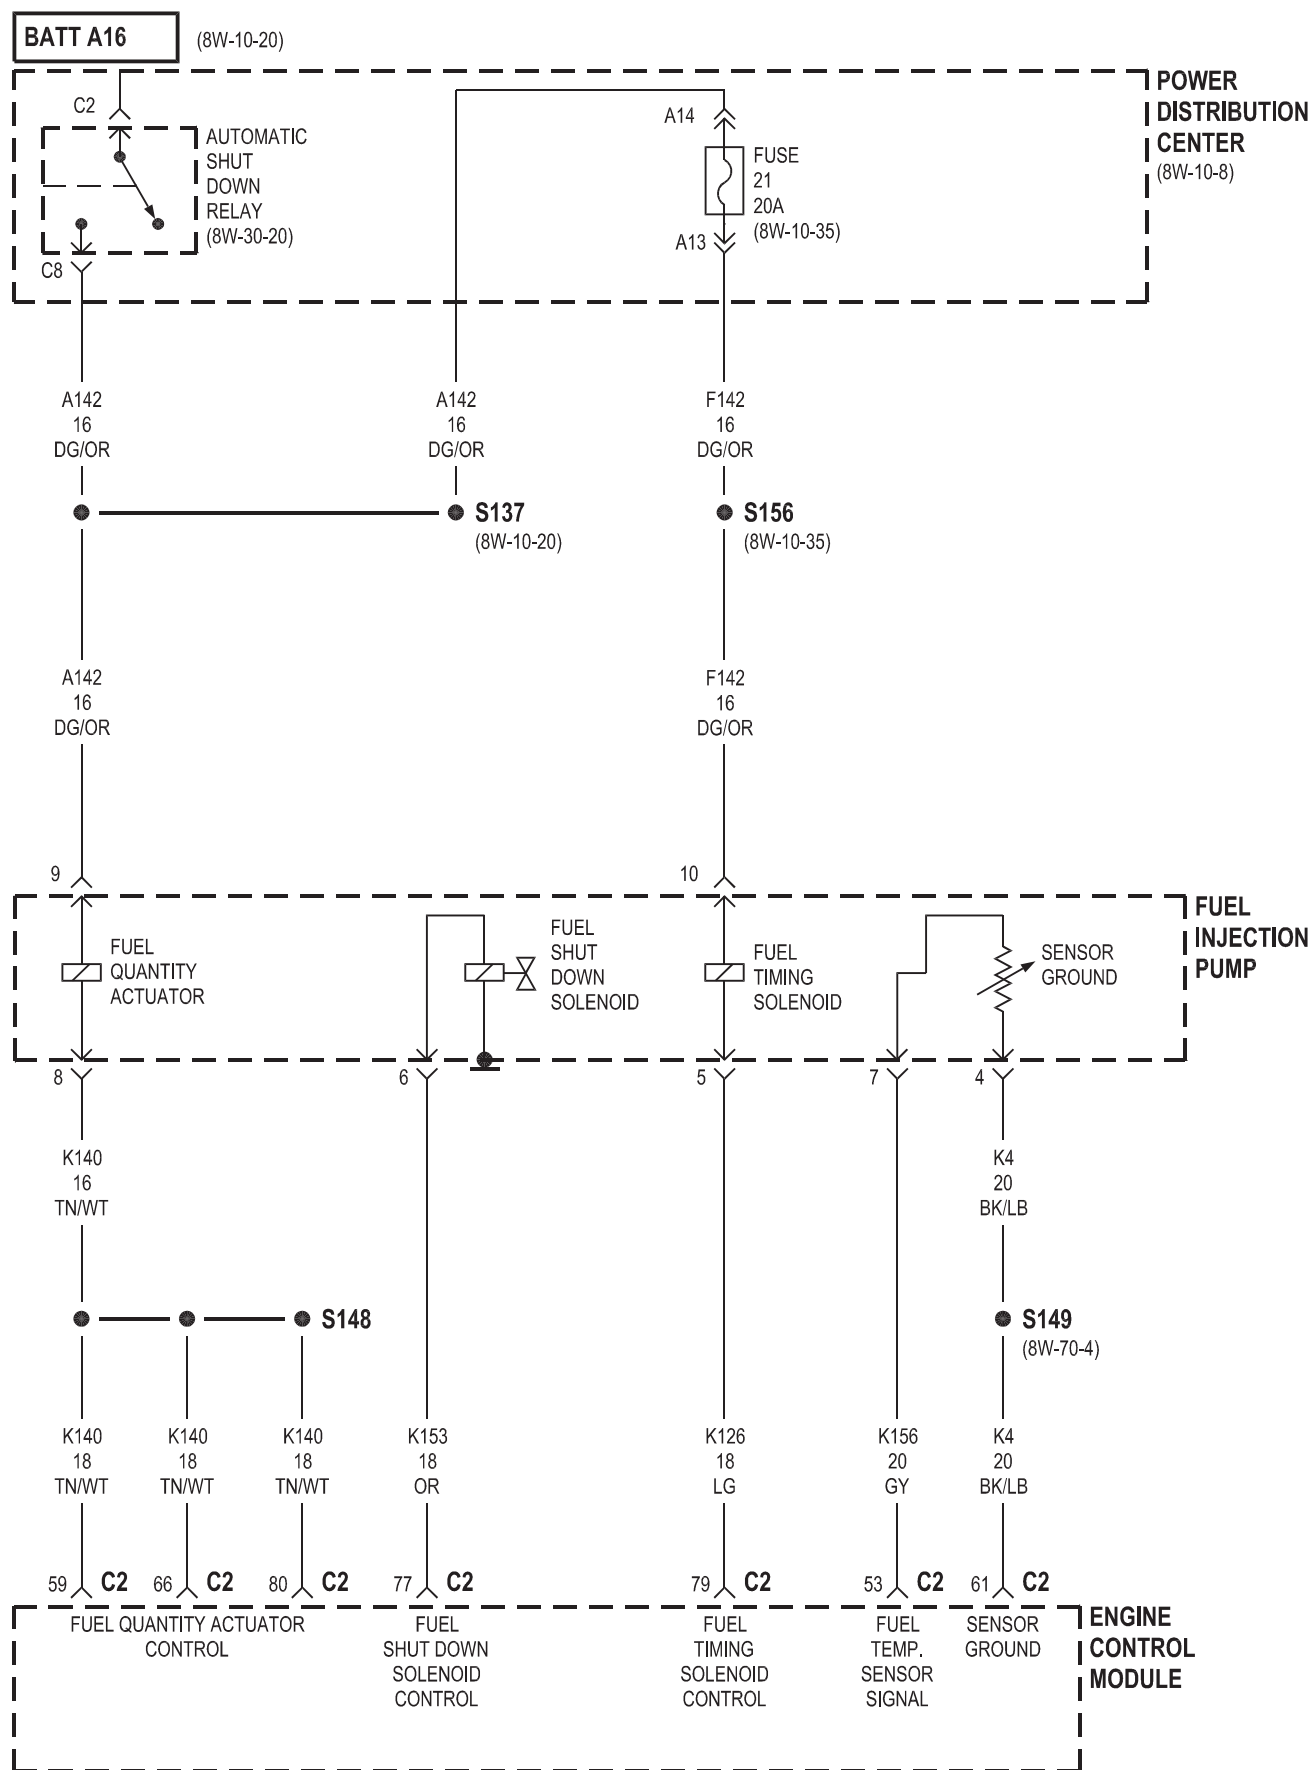 BATT A16
(8W-10-20)
POWER
DISTRIBUTION
CENTER
(8W-10-8)
C2
AUTOMATIC
SHUT
DOWN
RELAY
(8W-30-20)
C8
A14
FUSE
21
20A
(8W-10-35)
A13
A142
16
DG/OR
A142
16
DG/OR
F142
16
DG/OR
S137
(8W-10-20)
S156
(8W-10-35)
A142
16
DG/OR
F142
16
DG/OR
9
10
FUEL
INJECTION
PUMP
FUEL
QUANTITY
ACTUATOR
FUEL
SHUT
DOWN
SOLENOID
FUEL
TIMING
SOLENOID
SENSOR
GROUND
8
6
5
7
4
K140
16
TN/WT
K4
20
BK/LB
S148
S149
(8W-70-4)
K140
18
TN/WT
K140
18
TN/WT
K140
18
TN/WT
K153
18
OR
K126
18
LG
K156
20
GY
K4
20
BK/LB
59 C2
66 C2
80 C2
77 C2
79 C2
53 C2
61 C2
FUEL QUANTITY ACTUATOR
CONTROL
FUEL
SHUT DOWN
SOLENOID
CONTROL
FUEL
TIMING
SOLENOID
CONTROL
FUEL
TEMP.
SENSOR
SIGNAL
SENSOR
GROUND
ENGINE
CONTROL
MODULE